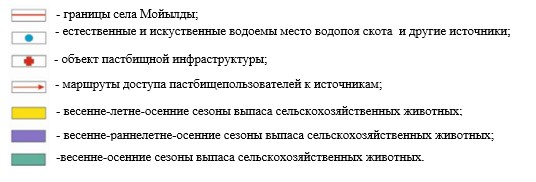 - границы села Мойылды;
- естественные и искуственные водоемы место водопоя скота и другие источники;
- объект пастбищной инфраструктуры;
- маршруты доступа пастбищепользователей к источникам;
- весенне-летне-осенние сезоны выпаса сельскохозяйственных животных;
- весенне-раннелетне-осенние сезоны выпаса сельскохозяйственных животных;
-весенне-осенние сезоны выпаса сельскохозяйственных животных.